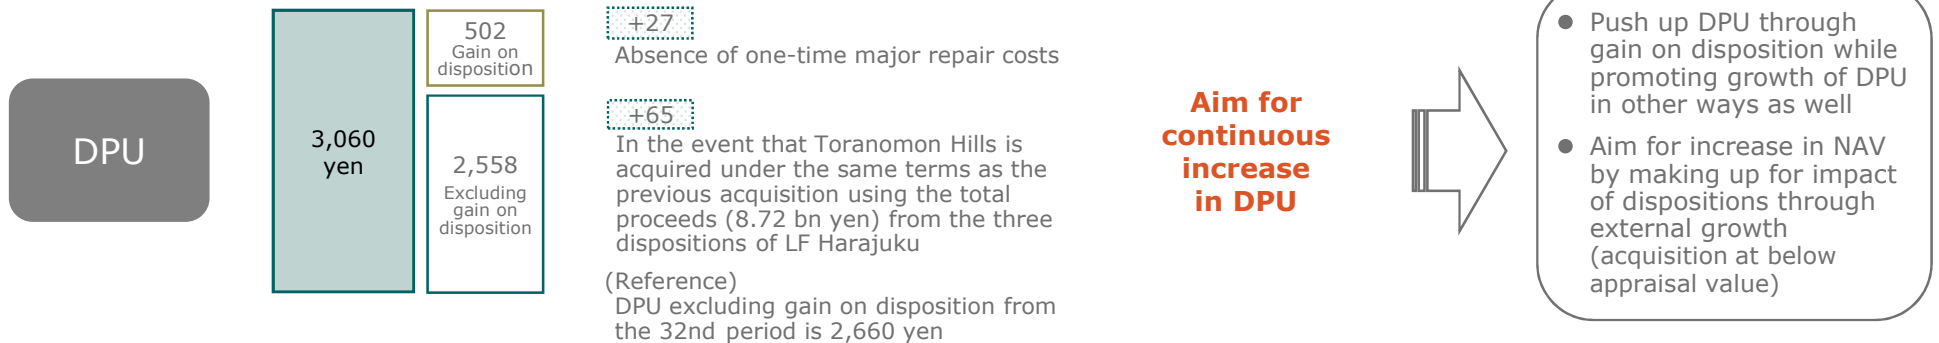 DPU
3,060
yen
502
Gain on
disposition
2,558
Excluding
gain on
disposition
+27
Absence of one-time major repair costs
+65
In the event that Toranomon Hills is
acquired under the same terms as the
previous acquisition using the total
proceeds (8.72 bn yen) from the three
dispositions of LF Harajuku
(Reference)
DPU excluding gain on disposition from
the 32nd period is 2,660 yen
Aim for
continuous
increase
in DPU
● Push up DPU through
gain on disposition while
promoting growth of DPU
in other ways as well
● Aim for increase in NAV
by making up for impact
of dispositions through
external growth
(acquisition at below
appraisal value)